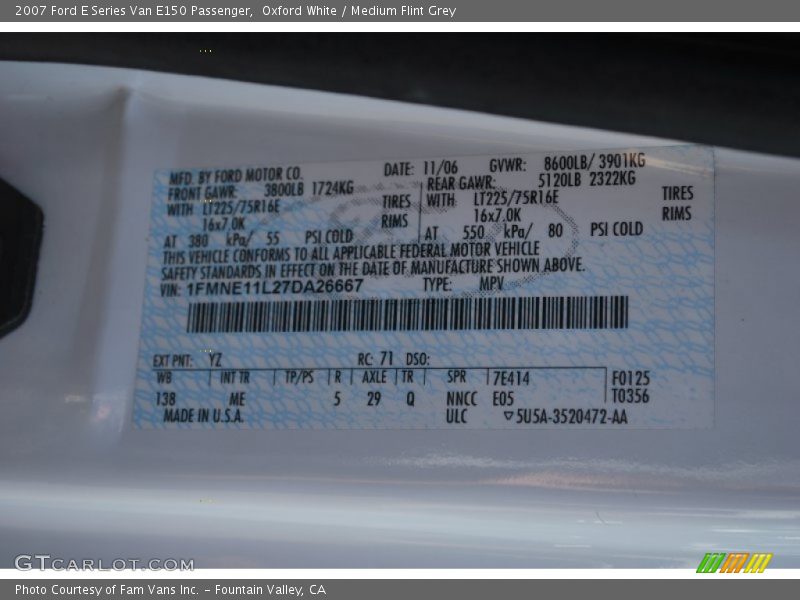 2007 Ford E Series Van E150 Passenger,  Oxford White / Medium Flint Grey
MFD. BY FORD MOTOR CO.
DATE: 11/06 GVWR: 8600LB/ 3901KG
FRONT GAWR: 3800LB 1724KG
REAR GAWR: 5120LB 2322KG
WITH LT225/75R16E TIRES
WITH LT225/75R16E TIRES
16x7.0K RIMS
16x7.0K RIMS
AT 380 kPa/ 55 PSI COLD
AT 550 kPa/ 80 PSI COLD
THIS VEHICLE CONFORMS TO ALL APPLICABLE FEDERAL MOTOR VEHICLE
SAFETY STANDARDS IN EFFECT ON THE DATE OF MANUFACTURE SHOWN ABOVE.
VIN: 1FMNE11L27DA26667 TYPE: MPV
EXT PNT: YZ RC: 71 DSO:
WB INT TR TP/PS R AXLE TR SPR 7E414 F0125
138 ME 5 29 Q NNCC E05 T0356
MADE IN U.S.A. ULC ▽5U5A-3520472-AA
GTCARLOT.COM
Photo Courtesy of Fam Vans Inc. – Fountain Valley, CA